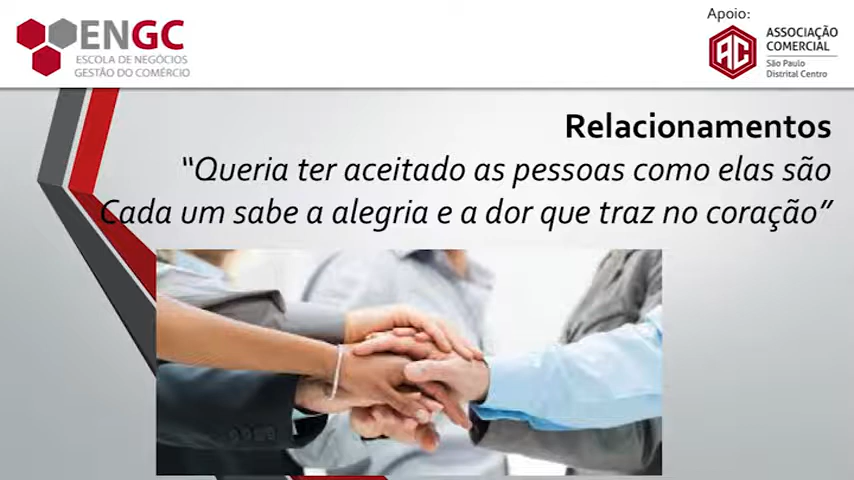 ENGC
ESCOLA DE NEGÓCIOS
GESTÃO DO COMÉRCIO
Apoio:
AC
ASSOCIAÇÃO
COMERCIAL
São Paulo
Distrital Centro
Relacionamentos
“Queria ter aceitado as pessoas como elas são
Cada um sabe a alegria e a dor que traz no coração”